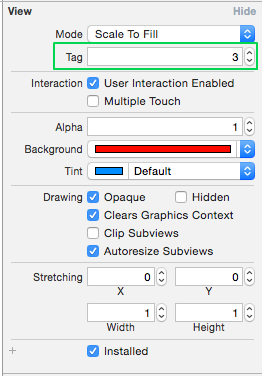 View Hide
Mode Scale To Fill
Tag 3
Interaction User Interaction Enabled
Multiple Touch
Alpha 1
Background
Tint Default
Drawing Opaque Hidden
Clears Graphics Context
Clip Subviews
Autoresize Subviews
Stretching 0 0
X Y
1 1
Width Height
+ Installed